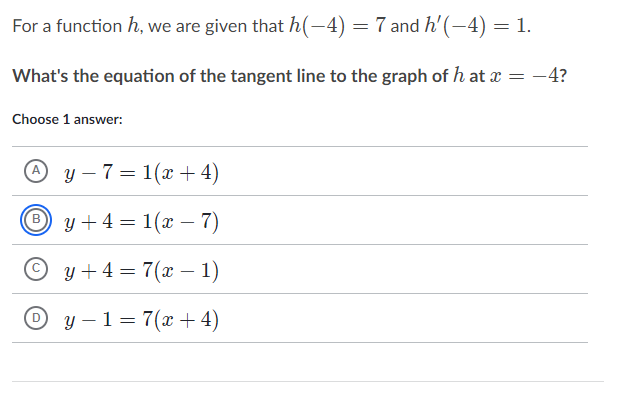 For a function h, we are given that h(−4) = 7 and h′(−4) = 1.
What's the equation of the tangent line to the graph of h at x = −4?
Choose 1 answer:
A y − 7 = 1(x + 4)
B y + 4 = 1(x − 7)
C y + 4 = 7(x − 1)
D y − 1 = 7(x + 4)